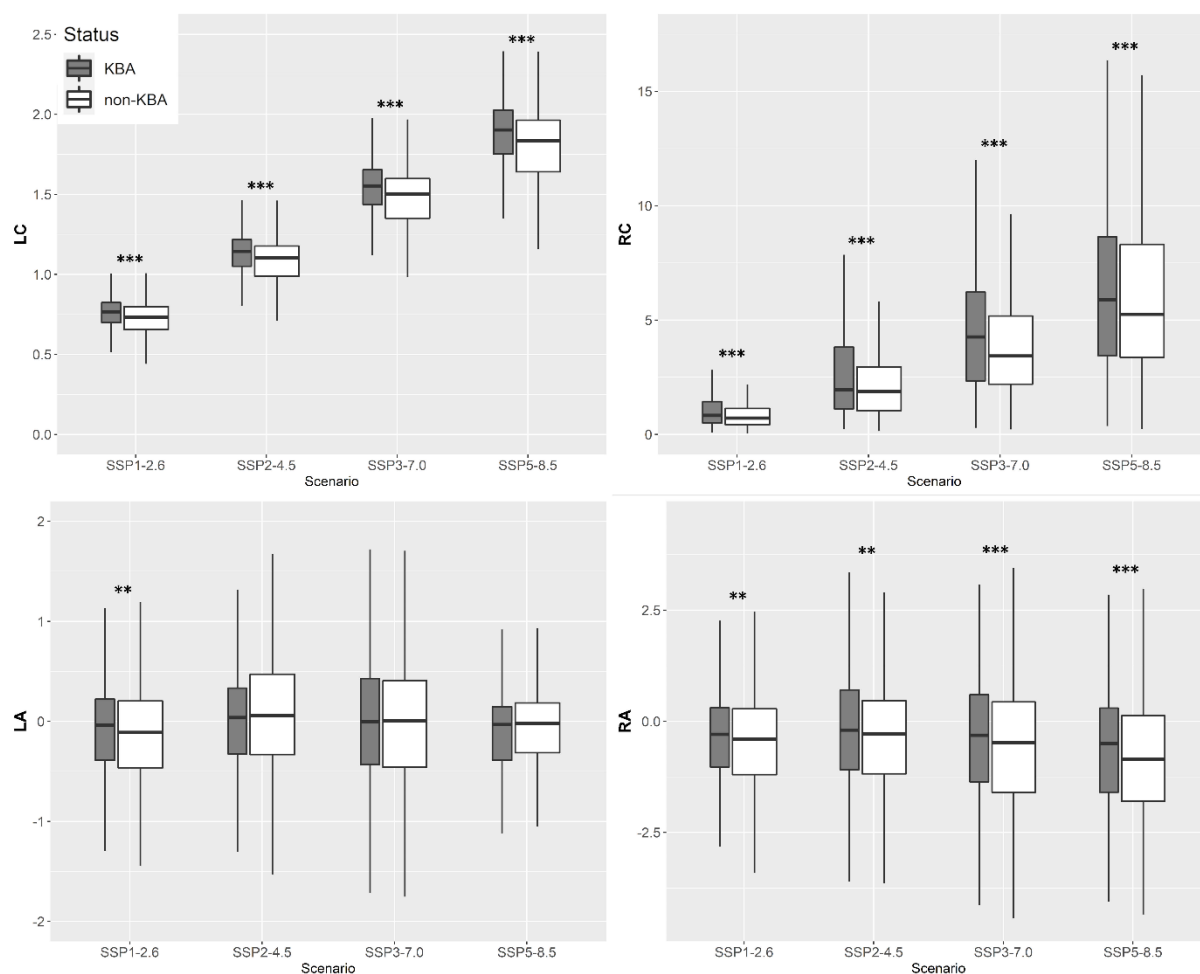 Status
KBA
non-KBA
LC
2.5
2.0
1.5
1.0
0.5
0.0
***
***
***
***
SSP1-2.6
SSP2-4.5
SSP3-7.0
SSP5-8.5
Scenario
RC
15
10
5
0
***
***
***
***
SSP1-2.6
SSP2-4.5
SSP3-7.0
SSP5-8.5
Scenario
LA
2
1
0
-1
-2
**
SSP1-2.6
SSP2-4.5
SSP3-7.0
SSP5-8.5
Scenario
RA
2.5
0.0
-2.5
**
**
***
***
SSP1-2.6
SSP2-4.5
SSP3-7.0
SSP5-8.5
Scenario